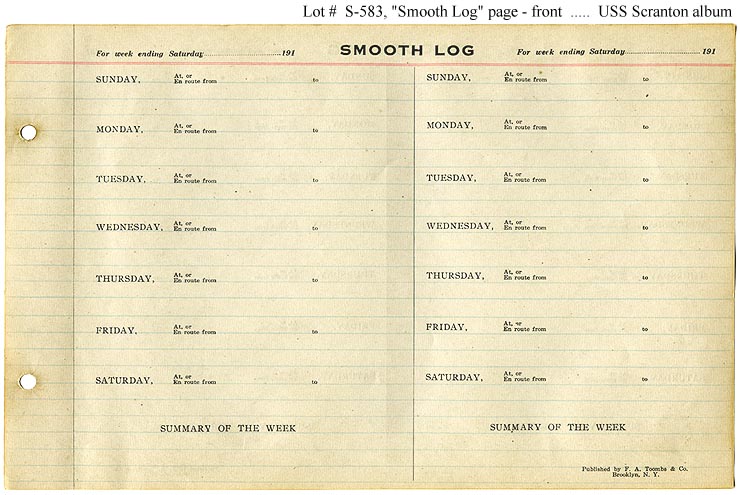 Lot # S-583, "Smooth Log" page - front ..... USS Scranton album
For week ending Saturday..............................191 SMOOTH LOG For week ending Saturday..............................191
SUNDAY, At, or
En route from to
MONDAY, At, or
En route from to
TUESDAY, At, or
En route from to
WEDNESDAY, At, or
En route from to
THURSDAY, At, or
En route from to
FRIDAY, At, or
En route from to
SATURDAY, At, or
En route from to
SUMMARY OF THE WEEK
SUNDAY, At, or
En route from to
MONDAY, At, or
En route from to
TUESDAY, At, or
En route from to
WEDNESDAY, At, or
En route from to
THURSDAY, At, or
En route from to
FRIDAY, At, or
En route from to
SATURDAY, At, or
En route from to
SUMMARY OF THE WEEK
Published by F. A. Toombs & Co.
Brooklyn, N. Y.